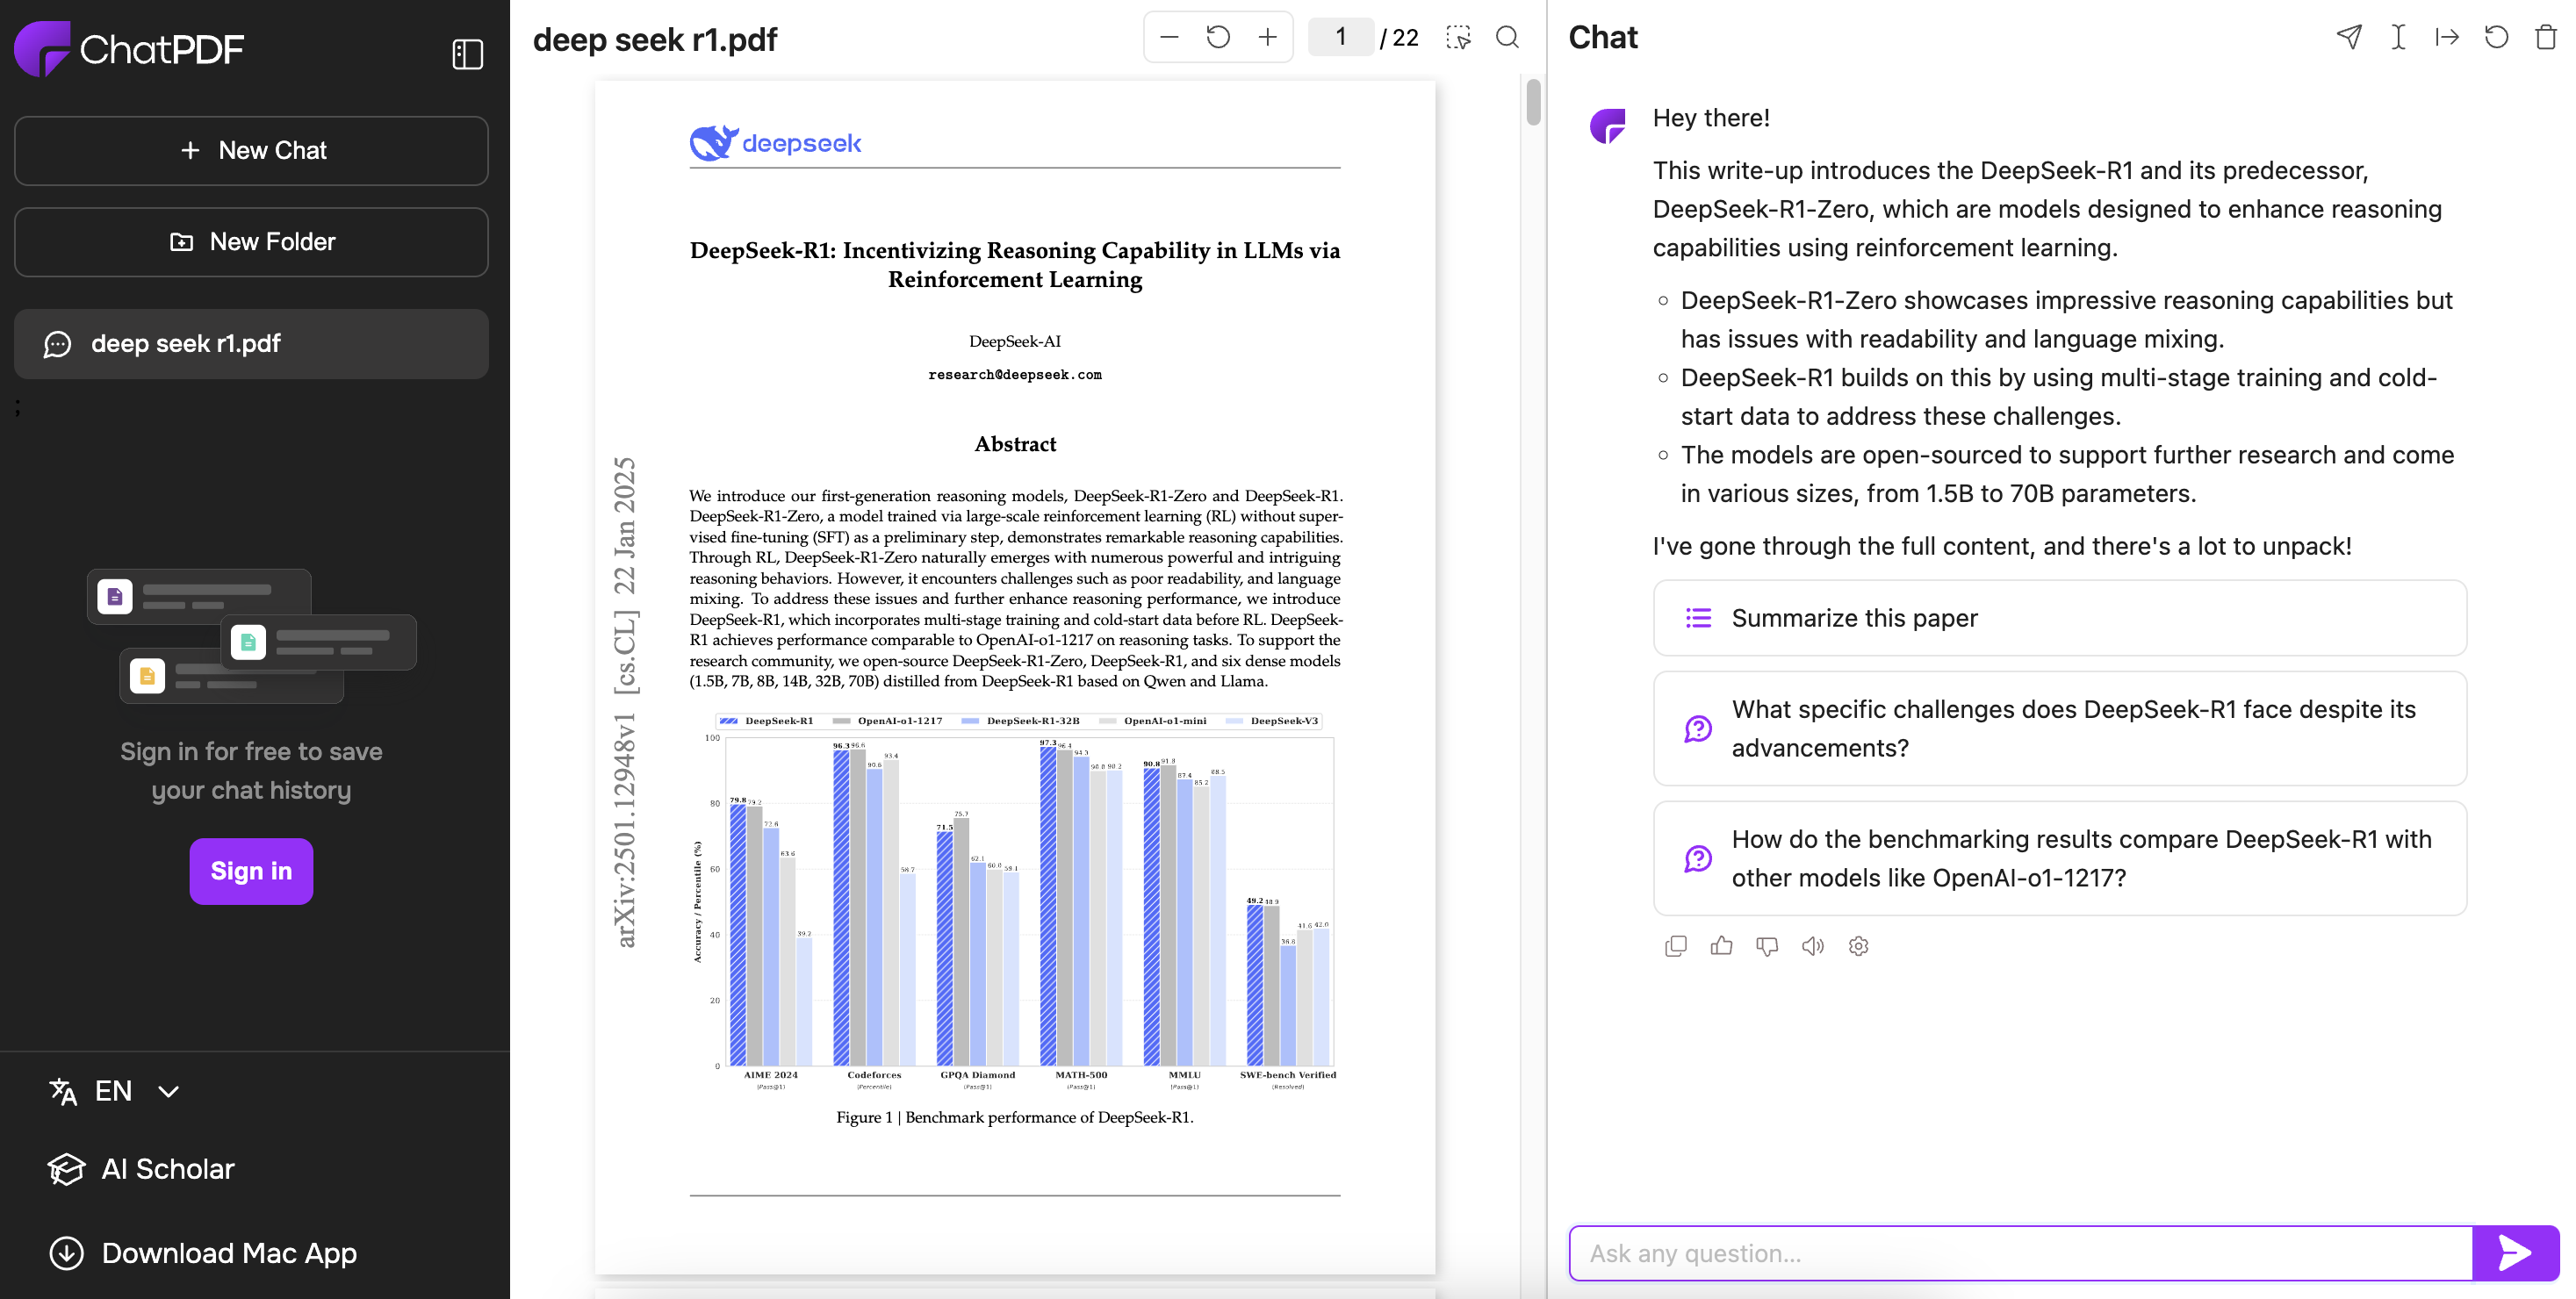 ChatPDF
New Chat
New Folder
deep seek r1.pdf
;
Sign in for free to save
your chat history
Sign in
EN
AI Scholar
Download Mac App
deep seek r1.pdf
1 / 22
deepseek
DeepSeek-R1: Incentivizing Reasoning Capability in LLMs via
Reinforcement Learning
DeepSeek-AI
research@deepseek.com
Abstract
We introduce our first-generation reasoning models, DeepSeek-R1-Zero and DeepSeek-R1.
DeepSeek-R1-Zero, a model trained via large-scale reinforcement learning (RL) without super-
vised fine-tuning (SFT) as a preliminary step, demonstrates remarkable reasoning capabilities.
Through RL, DeepSeek-R1-Zero naturally emerges with numerous powerful and intriguing
reasoning behaviors. However, it encounters challenges such as poor readability, and language
mixing. To address these issues and further enhance reasoning performance, we introduce
DeepSeek-R1, which incorporates multi-stage training and cold-start data before RL. DeepSeek-
R1 achieves performance comparable to OpenAI-o1-1217 on reasoning tasks. To support the
research community, we open-source DeepSeek-R1-Zero, DeepSeek-R1, and six dense models
(1.5B, 7B, 8B, 14B, 32B, 70B) distilled from DeepSeek-R1 based on Qwen and Llama.
arXiv:2501.12948v1 [cs.CL] 22 Jan 2025
DeepSeek-R1 OpenAI-o1-1217 DeepSeek-R1-32B OpenAI-o1-mini DeepSeek-V3
Accuracy / Percentile (%)
100
80
60
40
20
0
79.8 79.2 72.6 63.6 39.2
96.3 96.6 90.6 93.4 58.7
71.5 75.7 62.1 60.0 59.1
97.3 96.4 94.3 90.0 90.2
90.8 91.8 87.4 85.2 88.5
49.2 48.9 36.8 41.6 42.0
AIME 2024 Codeforces GPQA Diamond MATH-500 MMLU SWE-bench Verified
(Pass@1) (Percentile) (Pass@1) (Pass@1) (Pass@1) (Resolved)
Figure 1 | Benchmark performance of DeepSeek-R1.
Chat
Hey there!
This write-up introduces the DeepSeek-R1 and its predecessor,
DeepSeek-R1-Zero, which are models designed to enhance reasoning
capabilities using reinforcement learning.
DeepSeek-R1-Zero showcases impressive reasoning capabilities but
has issues with readability and language mixing.
DeepSeek-R1 builds on this by using multi-stage training and cold-
start data to address these challenges.
The models are open-sourced to support further research and come
in various sizes, from 1.5B to 70B parameters.
I've gone through the full content, and there's a lot to unpack!
Summarize this paper
What specific challenges does DeepSeek-R1 face despite its
advancements?
How do the benchmarking results compare DeepSeek-R1 with
other models like OpenAI-o1-1217?
Ask any question...